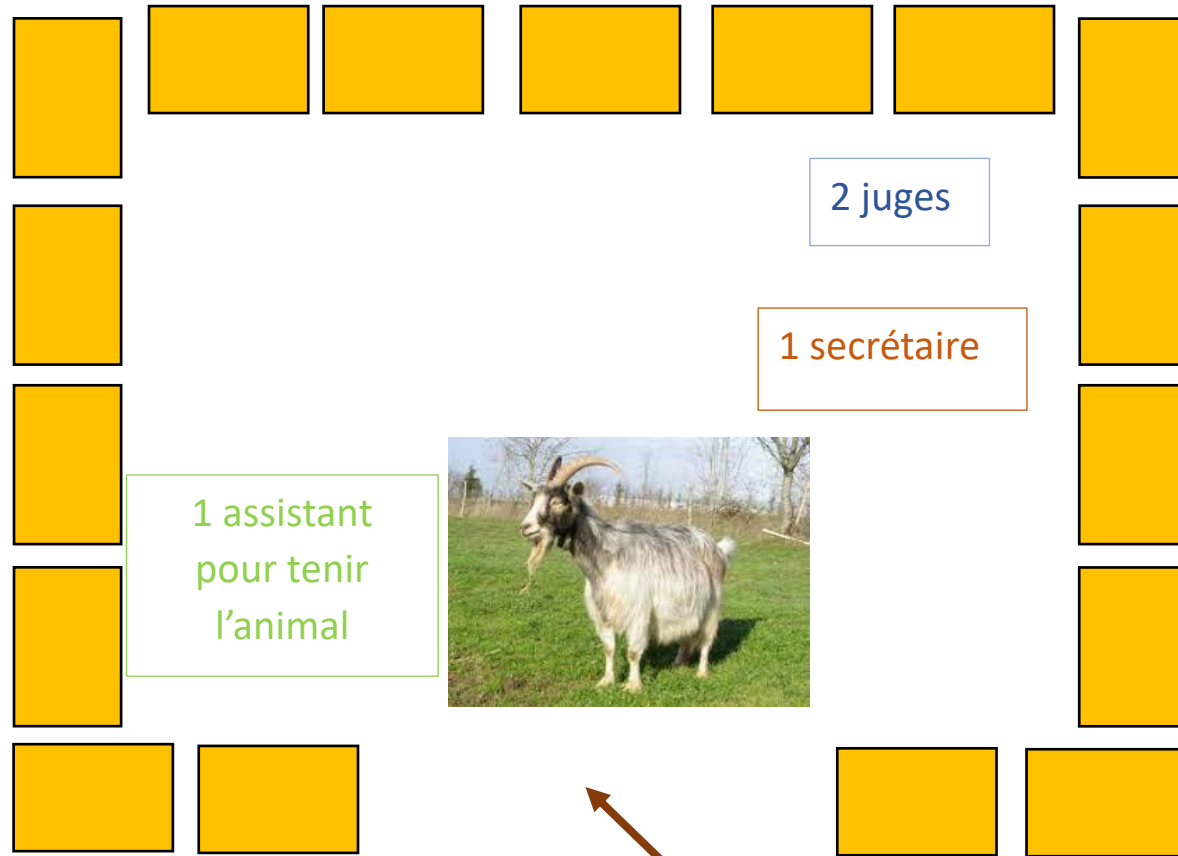 2 juges
1 secrétaire
1 assistant
pour tenir
l’animal